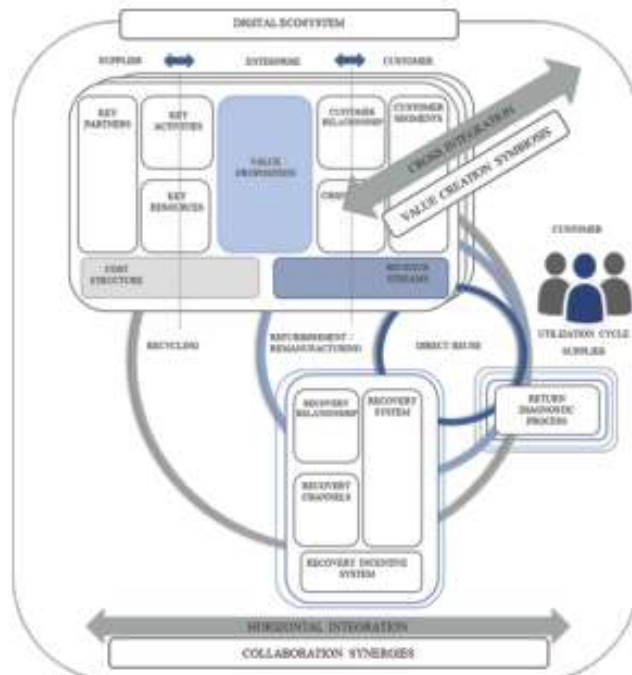 DIGITAL ECOSYSTEM
SUPPLIER
ENTERPRISE
CUSTOMER
KEY
PARTNERS
KEY
ACTIVITIES
VALUE
PROPOSITION
CUSTOMER
RELATIONSHIP
CUSTOMER
SEGMENTS
KEY
RESOURCES
CROSS INTEGRATION
VALUE CREATION SYMBIOSIS
COST
STRUCTURE
REVENUE
STREAMS
CUSTOMER
UTILIZATION CYCLE
SUPPLIER
RECYCLING
REFURBISHMENT /
REMANUFACTURING
DIRECT REUSE
RETURN
DIAGNOSTIC
PROCESS
RECOVERY
RELATIONSHIP
RECOVERY
SYSTEM
RECOVERY
CHANNELS
RECOVERY INCENTIVE
SYSTEM
HORIZONTAL INTEGRATION
COLLABORATION SYNERGIES